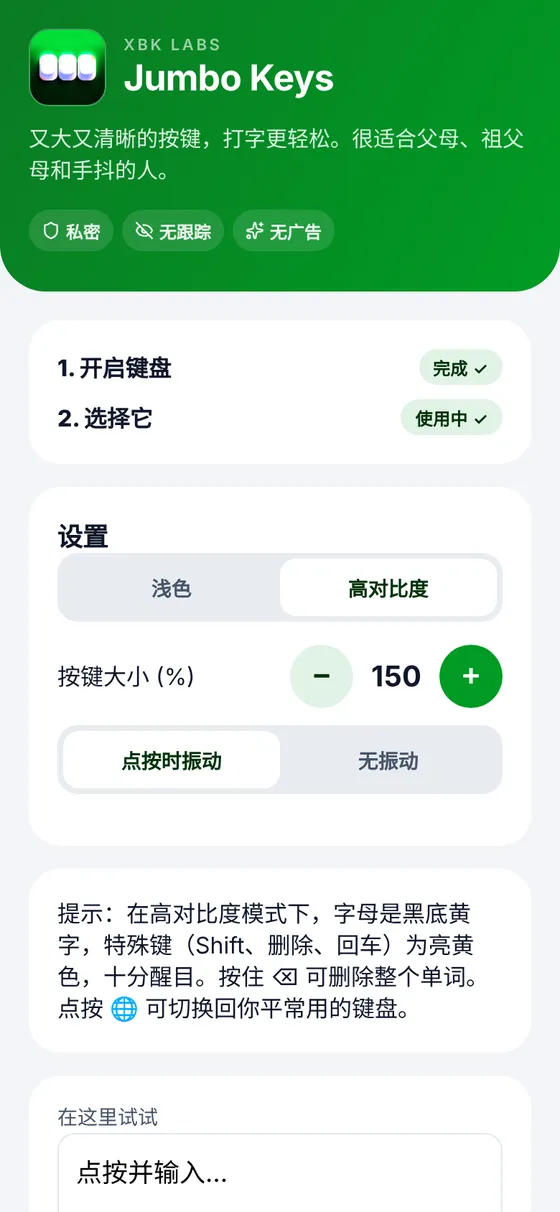 XBK LABS
Jumbo Keys
又大又清晰的按键，打字更轻松。很适合父母、祖父
母和手抖的人。
私密 无跟踪 无广告
1. 开启键盘 完成 ✓
2. 选择它 使用中 ✓
设置
浅色 高对比度
按键大小 (%) − 150 +
点按时振动 无振动
提示：在高对比度模式下，字母是黑底黄
字，特殊键（Shift、删除、回车）为亮黄
色，十分醒目。按住 ⌫ 可删除整个单词。
点按 🌐 可切换回你平常用的键盘。
在这里试试
点按并输入...